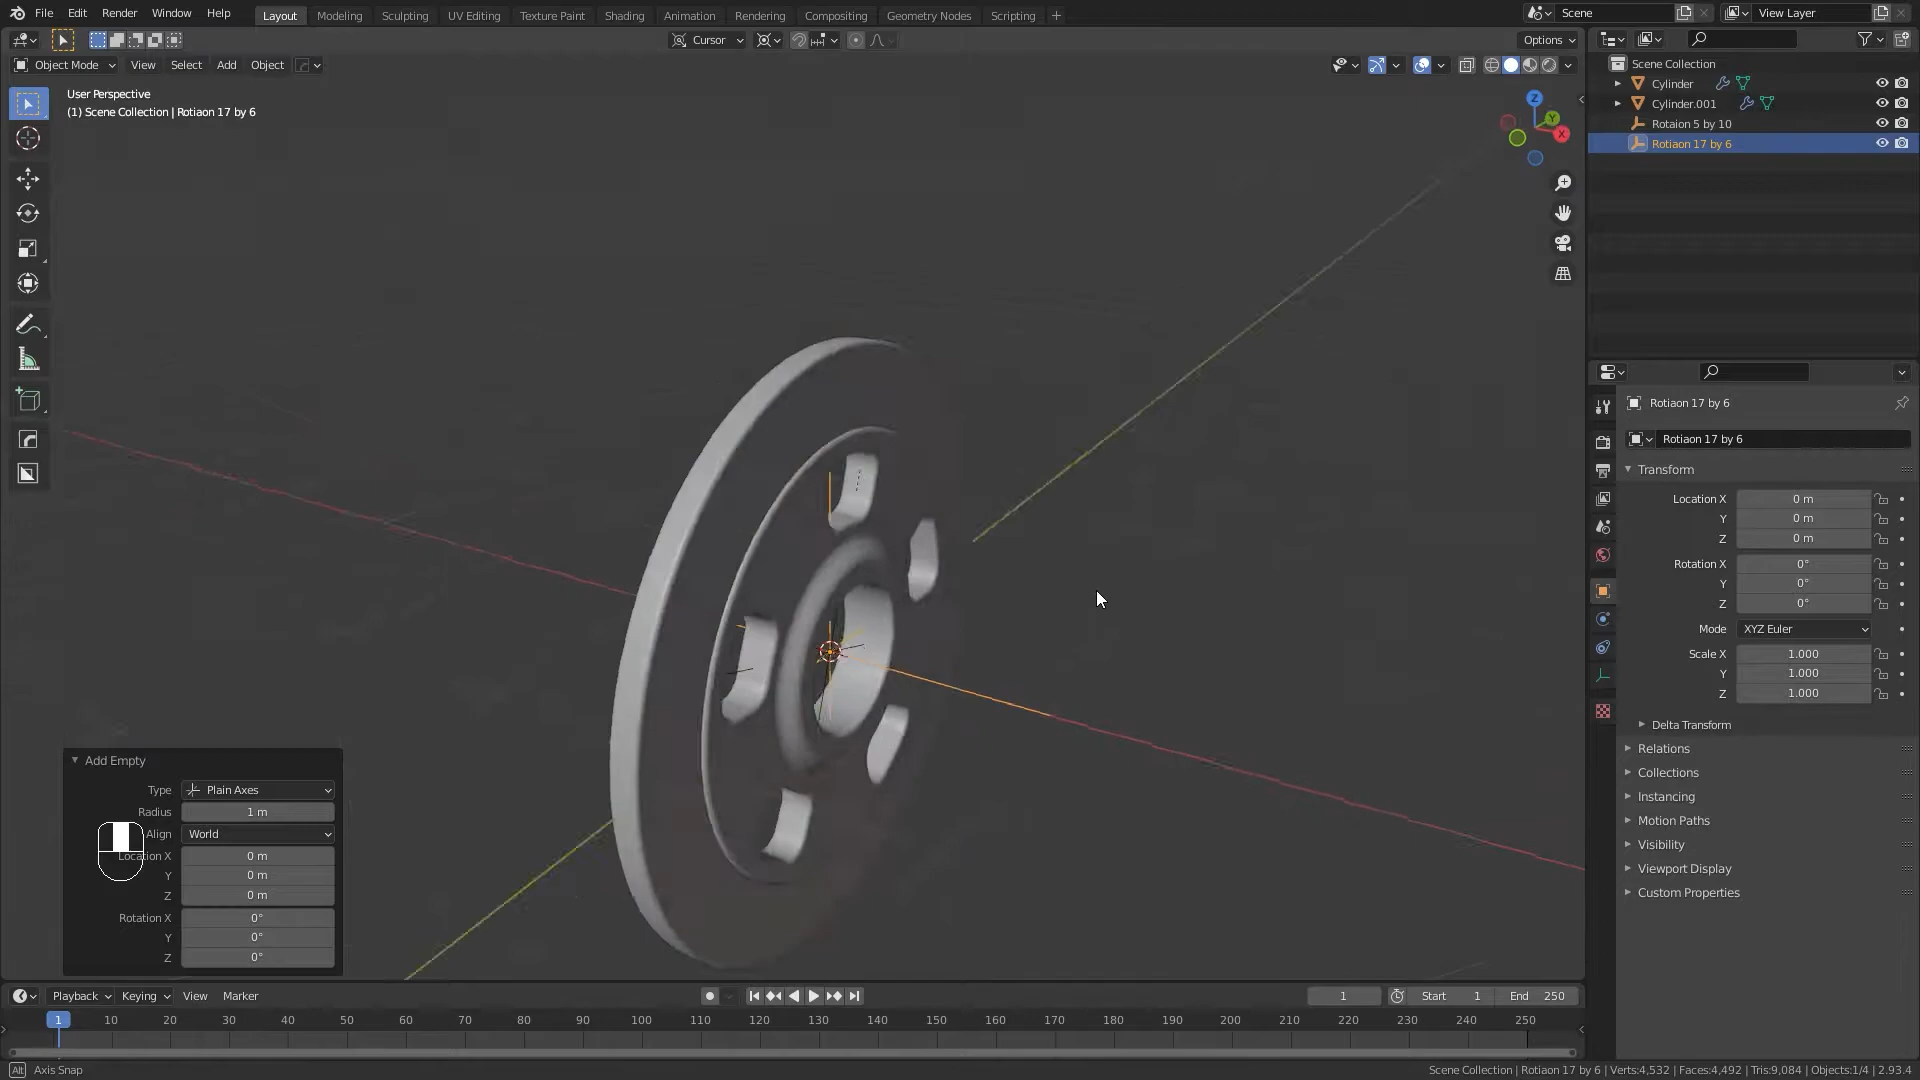 File Edit Render Window Help Layout Modeling Sculpting UV Editing Texture Paint Shading Animation Rendering Compositing Geometry Nodes Scripting + Scene View Layer
Cursor Options
Object Mode View Select Add Object
User Perspective
(1) Scene Collection | Rotiaon 17 by 6
Z
Y
X
Scene Collection
Cylinder
Cylinder.001
Rotaion 5 by 10
Rotiaon 17 by 6
Rotiaon 17 by 6
Rotiaon 17 by 6
Transform
Location X 0 m
Y 0 m
Z 0 m
Rotation X 0°
Y 0°
Z 0°
Mode XYZ Euler
Scale X 1.000
Y 1.000
Z 1.000
Delta Transform
Relations
Collections
Instancing
Motion Paths
Visibility
Viewport Display
Custom Properties
Add Empty
Type Plain Axes
Radius 1 m
Align World
Location X 0 m
Y 0 m
Z 0 m
Rotation X 0°
Y 0°
Z 0°
Playback Keying View Marker 1 Start 1 End 250
1 10 20 30 40 50 60 70 80 90 100 110 120 130 140 150 160 170 180 190 200 210 220 230 240 250
Alt Axis Snap
Scene Collection | Rotiaon 17 by 6 | Verts:4,532 | Faces:4,492 | Tris:9,084 | Objects:1/4 | 2.93.4